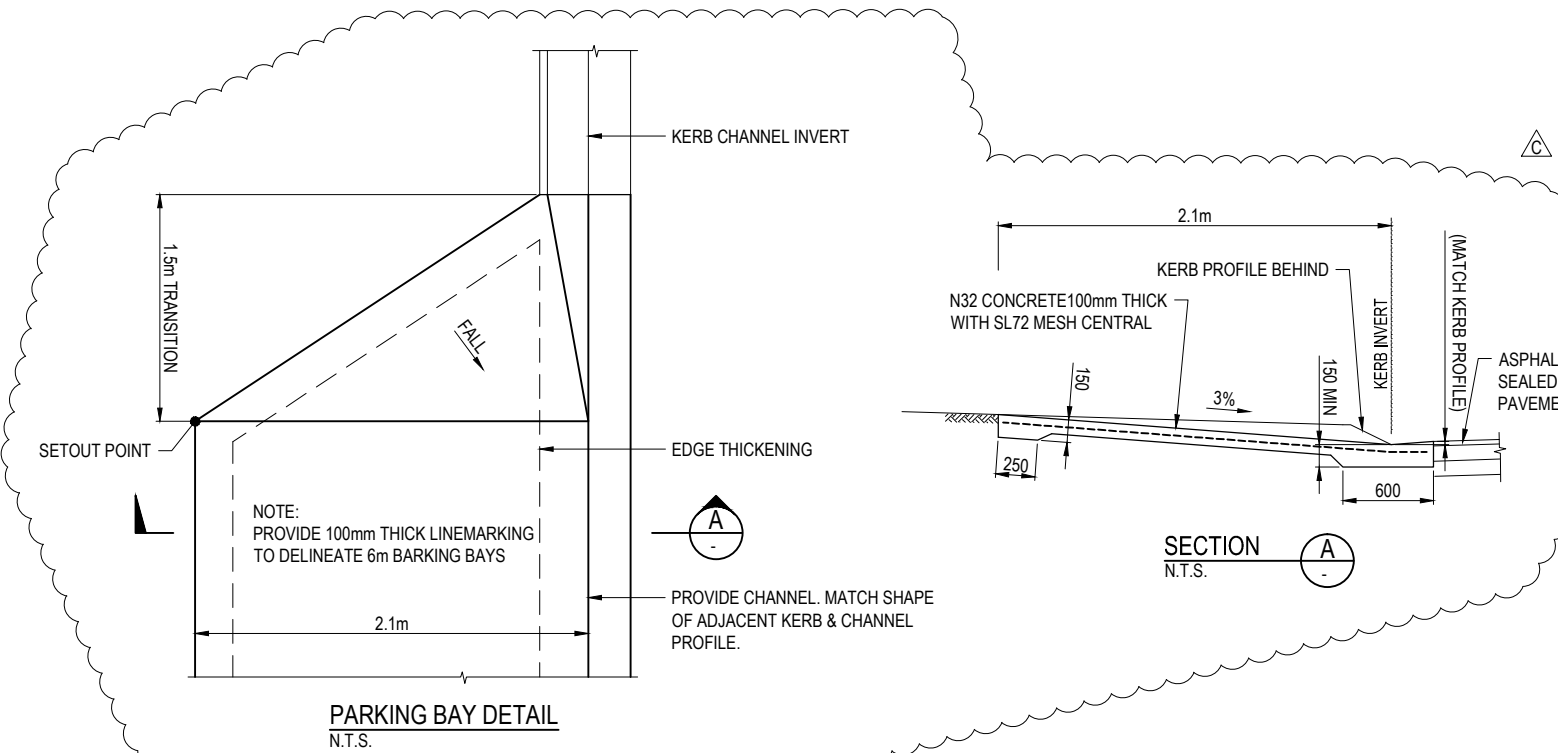 KERB CHANNEL INVERT
1.5m TRANSITION
FALL
SETOUT POINT
EDGE THICKENING
NOTE:
PROVIDE 100mm THICK LINEMARKING
TO DELINEATE 6m BARKING BAYS
A
-
PROVIDE CHANNEL. MATCH SHAPE
OF ADJACENT KERB & CHANNEL
PROFILE.
2.1m
PARKING BAY DETAIL
N.T.S.
C
2.1m
KERB PROFILE BEHIND
N32 CONCRETE100mm THICK
WITH SL72 MESH CENTRAL
KERB INVERT
(MATCH KERB PROFILE)
150
3%
150 MIN
ASPHAL
SEALED
PAVEME
250
600
SECTION
N.T.S.
A
-